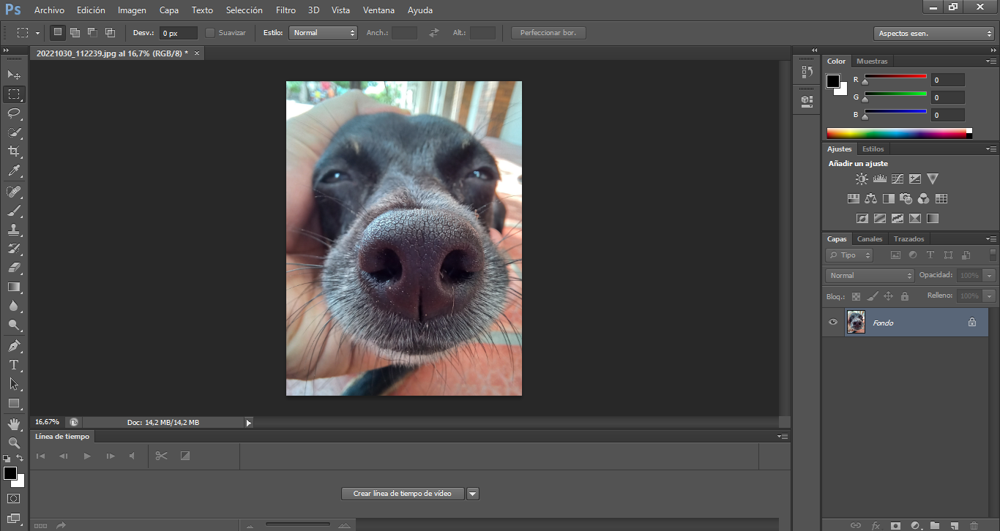 Ps Archivo Edición Imagen Capa Texto Selección Filtro 3D Vista Ventana Ayuda
Desv.: 0 px Suavizar Estilo: Normal Anch.: Alt.: Perfeccionar bor. Aspectos esen.
20221030_112239.jpg al 16,7% (RGB/8) * ×
Color Muestras
R 0
G 0
B 0
Ajustes Estilos
Añadir un ajuste
Capas Canales Trazados
Tipo
Normal Opacidad: 100%
Bloq.: Relleno: 100%
Fondo
16,67% Doc: 14,2 MB/14,2 MB
Línea de tiempo
Crear línea de tiempo de vídeo